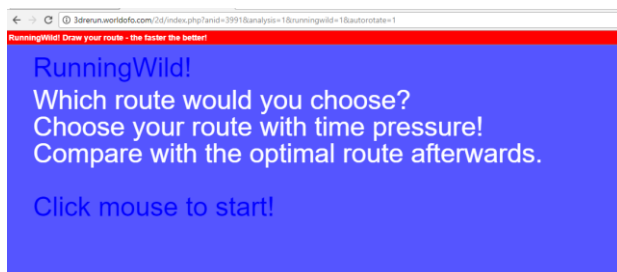 3drerun.worldofo.com/2d/index.php?anid=3991&analysis=1&runningwild=1&autorotate=1
RunningWild! Draw your route - the faster the better!
RunningWild!
Which route would you choose?
Choose your route with time pressure!
Compare with the optimal route afterwards.
Click mouse to start!